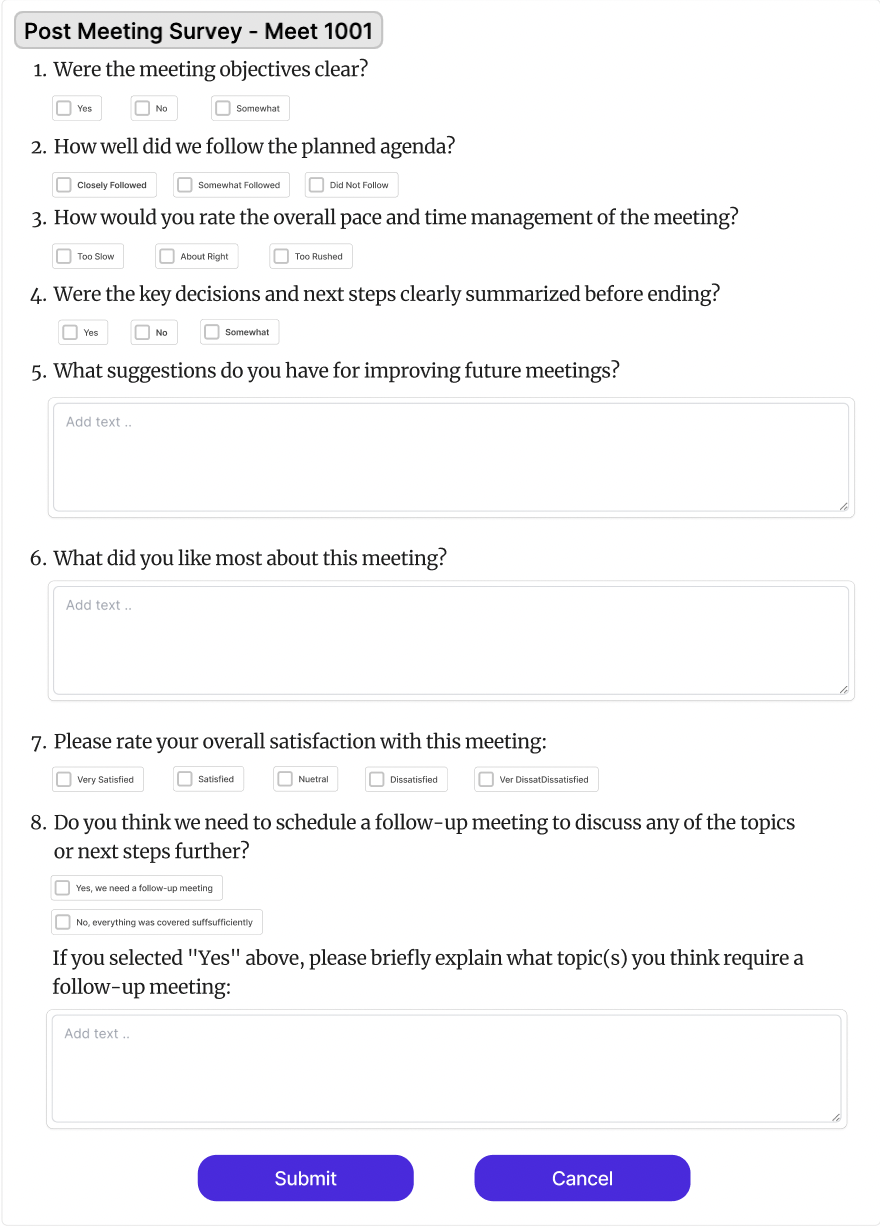 Post Meeting Survey - Meet 1001
1. Were the meeting objectives clear?
Yes No Somewhat
2. How well did we follow the planned agenda?
Closely Followed Somewhat Followed Did Not Follow
3. How would you rate the overall pace and time management of the meeting?
Too Slow About Right Too Rushed
4. Were the key decisions and next steps clearly summarized before ending?
Yes No Somewhat
5. What suggestions do you have for improving future meetings?
Add text ..
6. What did you like most about this meeting?
Add text ..
7. Please rate your overall satisfaction with this meeting:
Very Satisfied Satisfied Nuetral Dissatisfied Ver DissatDissatisfied
8. Do you think we need to schedule a follow-up meeting to discuss any of the topics
or next steps further?
Yes, we need a follow-up meeting
No, everything was covered suffsufficiently
If you selected "Yes" above, please briefly explain what topic(s) you think require a
follow-up meeting:
Add text ..
Submit Cancel